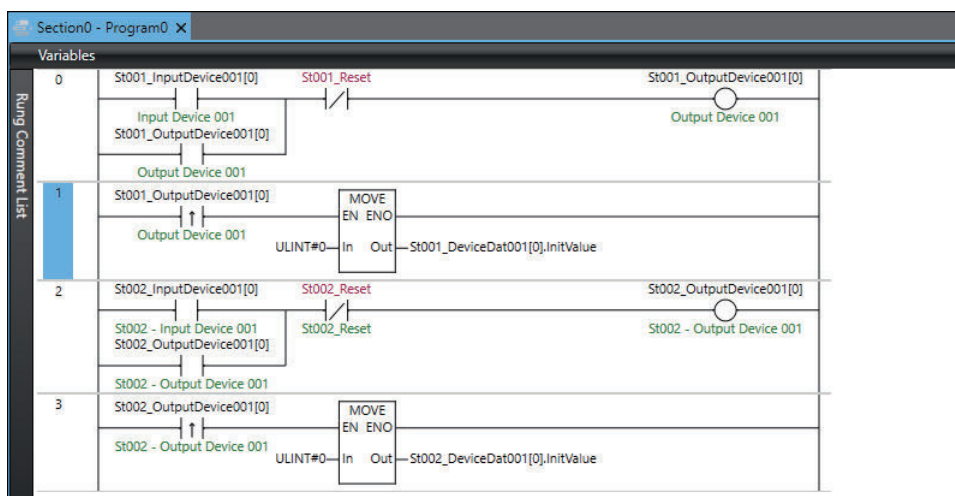 Section0 - Program0 X
Variables
Rung Comment List
0
St001_InputDevice001[0] St001_Reset St001_OutputDevice001[0]
Input Device 001 Output Device 001
St001_OutputDevice001[0]
Output Device 001
1
St001_OutputDevice001[0] MOVE
EN ENO
Output Device 001
ULINT#0 In Out St001_DeviceDat001[0].InitValue
2
St002_InputDevice001[0] St002_Reset St002_OutputDevice001[0]
St002 - Input Device 001 St002_Reset St002 - Output Device 001
St002_OutputDevice001[0]
St002 - Output Device 001
3
St002_OutputDevice001[0] MOVE
EN ENO
St002 - Output Device 001
ULINT#0 In Out St002_DeviceDat001[0].InitValue